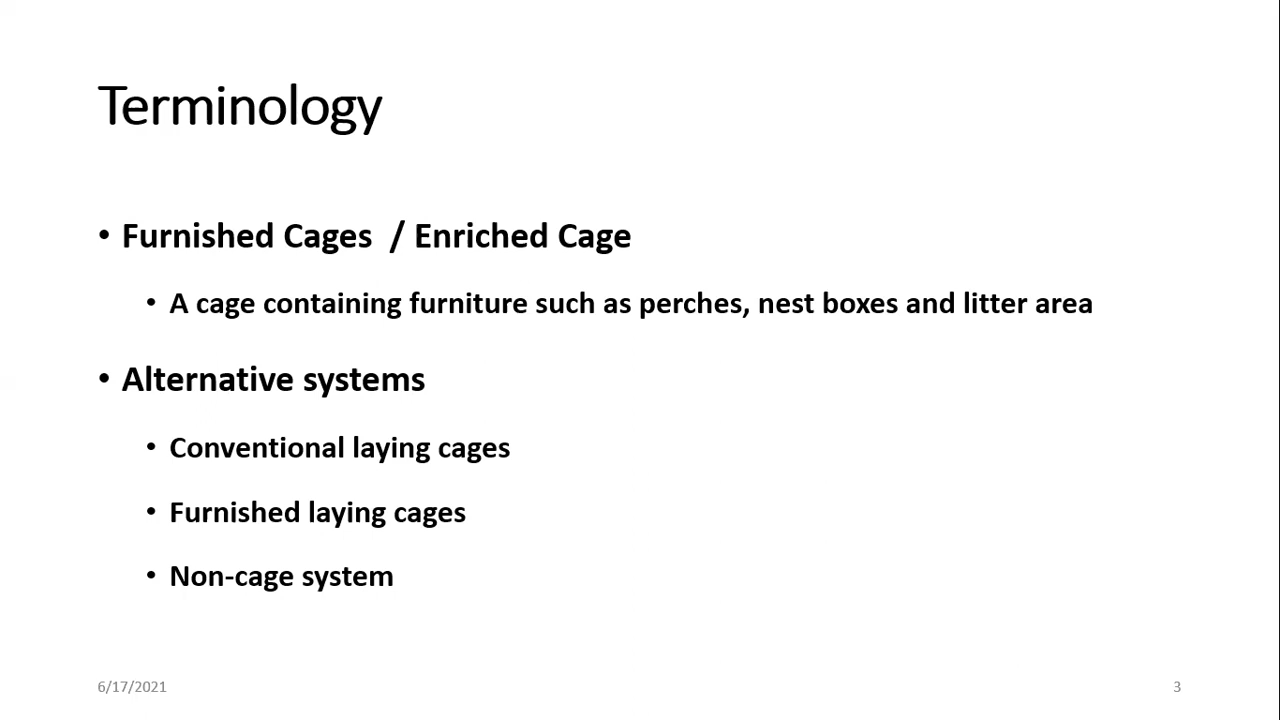 Terminology
• Furnished Cages / Enriched Cage
• A cage containing furniture such as perches, nest boxes and litter area
• Alternative systems
• Conventional laying cages
• Furnished laying cages
• Non-cage system
6/17/2021
3